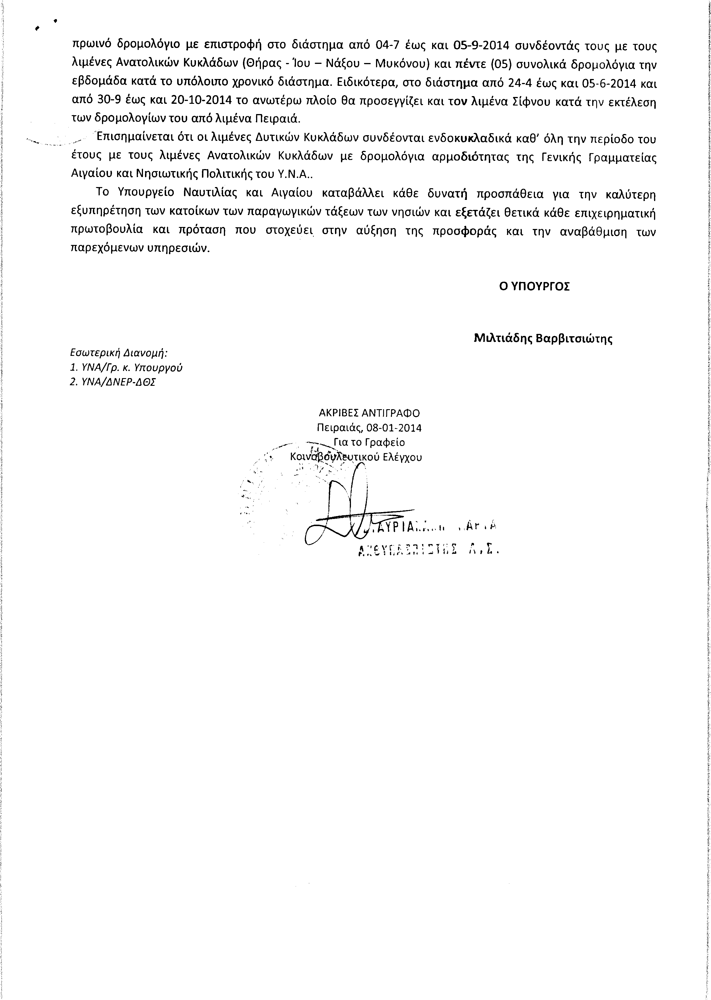 πρωινό δρομολόγιο με επιστροφή στο διάστημα από 04-7 έως και 05-9-2014 συνδέοντάς τους με τους
λιμένες Ανατολικών Κυκλάδων (Θήρας - Ίου – Νάξου – Μυκόνου) και πέντε (05) συνολικά δρομολόγια την
εβδομάδα κατά το υπόλοιπο χρονικό διάστημα. Ειδικότερα, στο διάστημα από 24-4 έως και 05-6-2014 και
από 30-9 έως και 20-10-2014 το ανωτέρω πλοίο θα προσεγγίζει και τον λιμένα Σίφνου κατά την εκτέλεση
των δρομολογίων του από λιμένα Πειραιά.
Επισημαίνεται ότι οι λιμένες Δυτικών Κυκλάδων συνδέονται ενδοκυκλαδικά καθ’ όλη την περίοδο του
έτους με τους λιμένες Ανατολικών Κυκλάδων με δρομολόγια αρμοδιότητας της Γενικής Γραμματείας
Αιγαίου και Νησιωτικής Πολιτικής του Υ.Ν.Α..
Το Υπουργείο Ναυτιλίας και Αιγαίου καταβάλλει κάθε δυνατή προσπάθεια για την καλύτερη
εξυπηρέτηση των κατοίκων των παραγωγικών τάξεων των νησιών και εξετάζει θετικά κάθε επιχειρηματική
πρωτοβουλία και πρόταση που στοχεύει στην αύξηση της προσφοράς και την αναβάθμιση των
παρεχόμενων υπηρεσιών.
Ο ΥΠΟΥΡΓΟΣ
Μιλτιάδης Βαρβιτσιώτης
Εσωτερική Διανομή:
1. ΥΝΑ/Γρ. κ. Υπουργού
2. ΥΝΑ/ΔΝΕΡ-ΔΘΣ
ΑΚΡΙΒΕΣ ΑΝΤΙΓΡΑΦΟ
Πειραιάς, 08-01-2014
Για το Γραφείο
Κοινοβουλευτικού Ελέγχου
ΑΝΘΥΠΑΣΠΙΣΤΗΣ Λ.Σ.